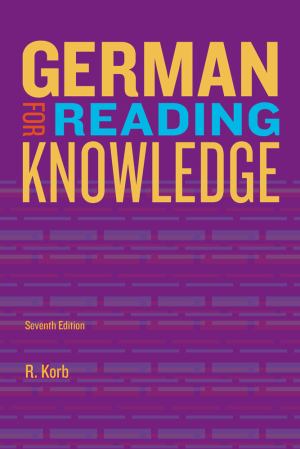 GERMAN
FOR READING
KNOWLEDGE
Seventh Edition
R. Korb